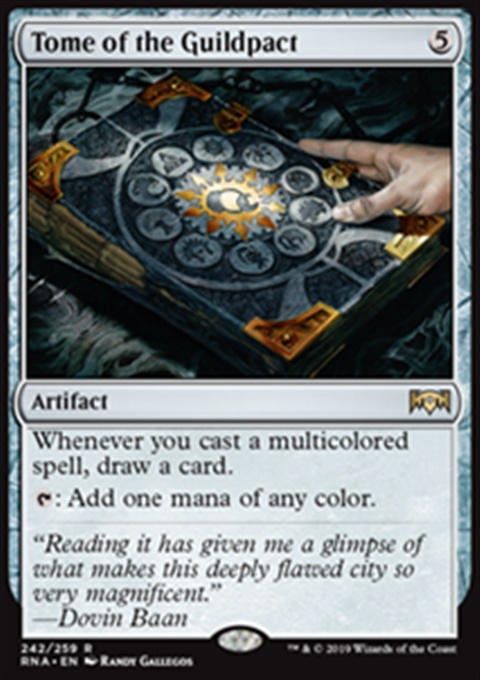 Tome of the Guildpact 5
Artifact
Whenever you cast a multicolored
spell, draw a card.
: Add one mana of any color.
“Reading it has given me a glimpse of
what makes this deeply flawed city so
very magnificent.”
—Dovin Baan
242/259 R
RNA • EN Randy Gallegos
™ & © 2019 Wizards of the Coast